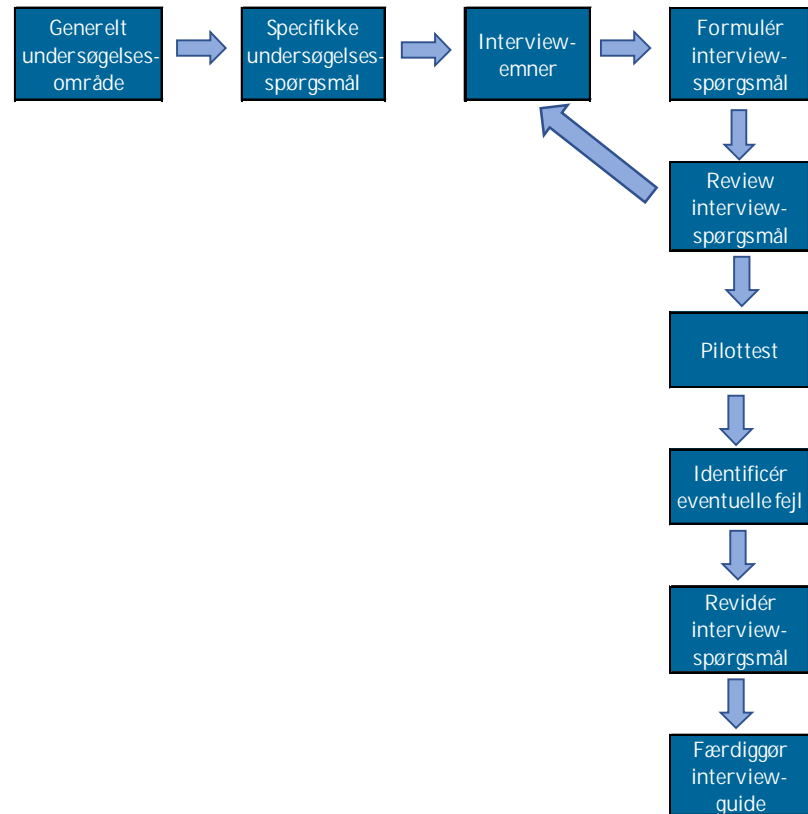 Generelt
undersøgelses-
område
Specifikke
undersøgelses-
spørgsmål
Interview-
emner
Formulér
interview-
spørgsmål
Review
interview-
spørgsmål
Pilottest
Identificér
eventuelle fejl
Revidér
interview-
spørgsmål
Færdiggør
interview-
guide